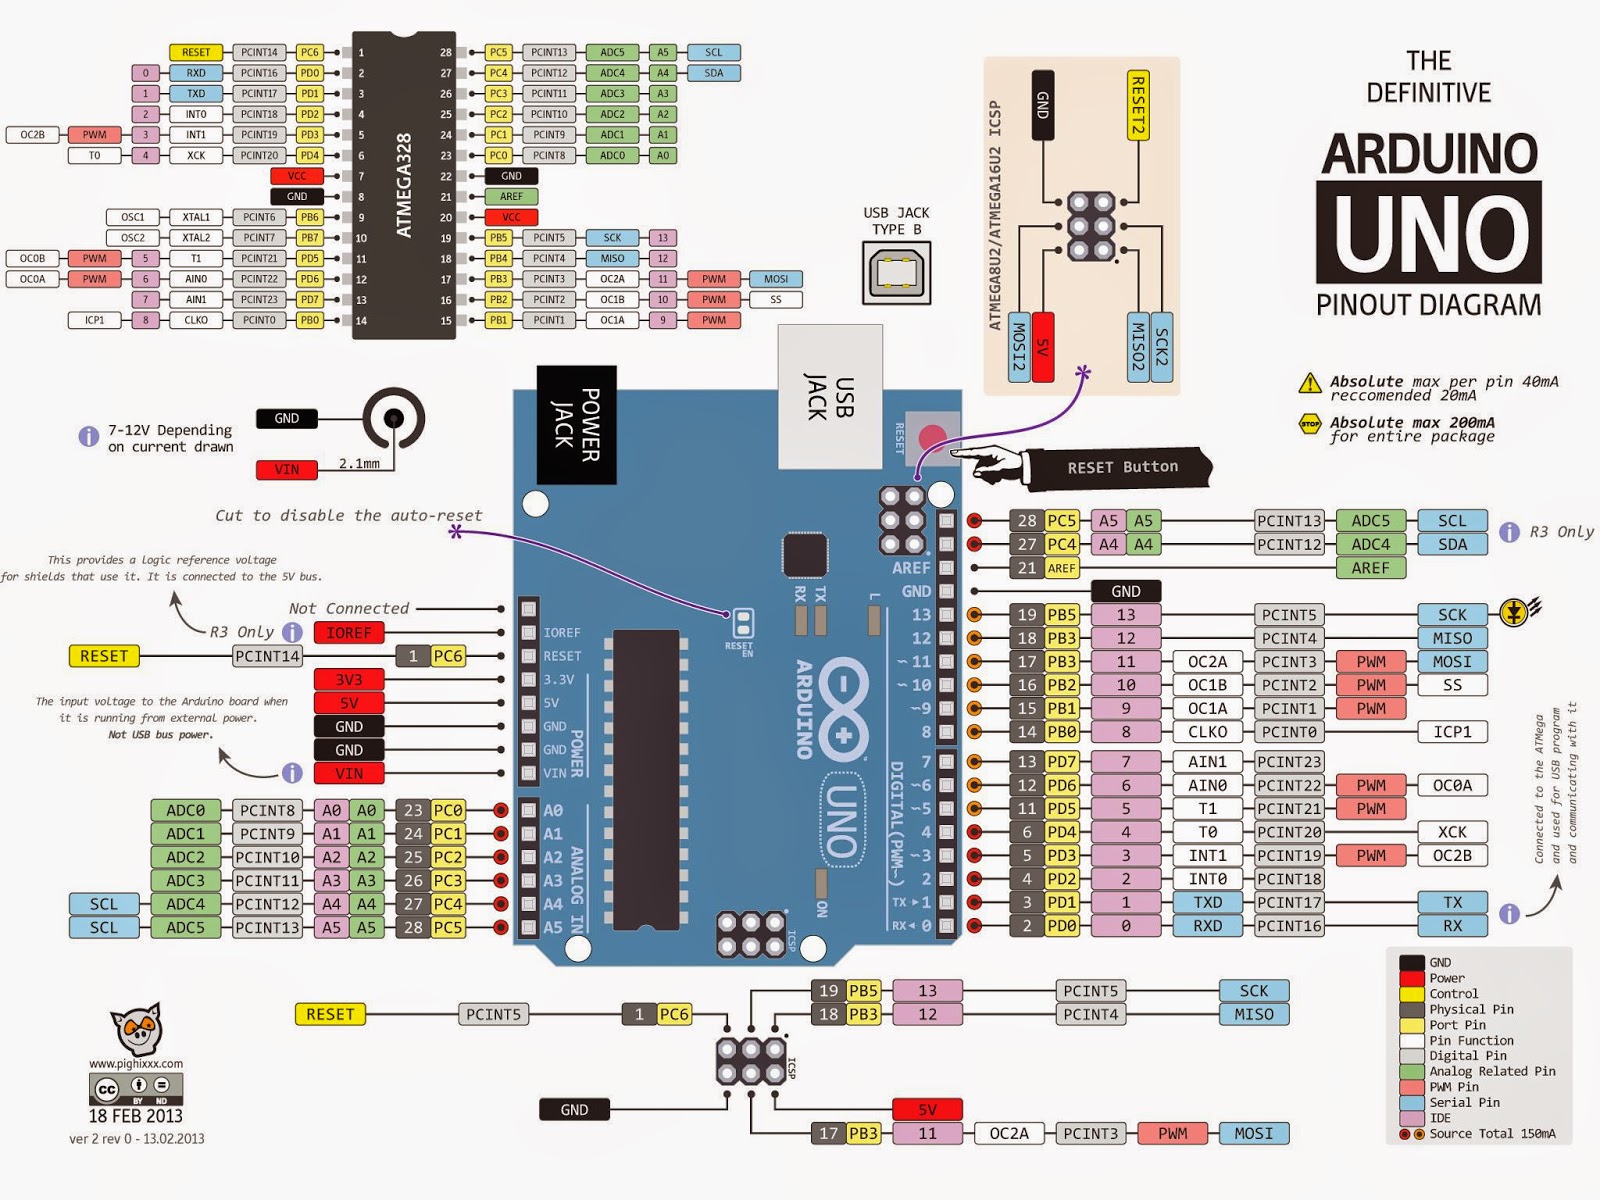 THE
DEFINITIVE
ARDUINO
UNO
PINOUT DIAGRAM
Absolute max per pin 40mA
reccomended 20mA
STOP
Absolute max 200mA
for entire package
ATMEGA328
RESET PCINT14 PC6 1
0 RXD PCINT16 PD0 2
1 TXD PCINT17 PD1 3
2 INT0 PCINT18 PD2 4
OC2B PWM 3 INT1 PCINT19 PD3 5
T0 4 XCK PCINT20 PD4 6
VCC 7
GND 8
OSC1 XTAL1 PCINT6 PB6 9
OSC2 XTAL2 PCINT7 PB7 10
OC0B PWM 5 T1 PCINT21 PD5 11
OC0A PWM 6 AIN0 PCINT22 PD6 12
7 AIN1 PCINT23 PD7 13
ICP1 8 CLKO PCINT0 PB0 14
28 PC5 PCINT13 ADC5 A5 SCL
27 PC4 PCINT12 ADC4 A4 SDA
26 PC3 PCINT11 ADC3 A3
25 PC2 PCINT10 ADC2 A2
24 PC1 PCINT9 ADC1 A1
23 PC0 PCINT8 ADC0 A0
22 GND
21 AREF
20 VCC
19 PB5 PCINT5 SCK 13
18 PB4 PCINT4 MISO 12
17 PB3 PCINT3 OC2A 11 PWM MOSI
16 PB2 PCINT2 OC1B 10 PWM SS
15 PB1 PCINT1 OC1A 9 PWM
USB JACK
TYPE B
ATMEGA8U2/ATMEGA16U2 ICSP
GND
RESET2
MOSI2
5V
MISO2
SCK2
7-12V Depending
on current drawn
GND
VIN
2.1mm
POWER
JACK
USB
JACK
RESET
RESET Button
Cut to disable the auto-reset
This provides a logic reference voltage
for shields that use it. It is connected to the 5V bus.
Not Connected
R3 Only IOREF
RESET PCINT14 1 PC6
3V3
5V
GND
GND
VIN
The input voltage to the Arduino board when
it is running from external power.
Not USB bus power.
ADC0 PCINT8 A0 A0 23 PC0
ADC1 PCINT9 A1 A1 24 PC1
ADC2 PCINT10 A2 A2 25 PC2
ADC3 PCINT11 A3 A3 26 PC3
SCL ADC4 PCINT12 A4 A4 27 PC4
SCL ADC5 PCINT13 A5 A5 28 PC5
IOREF
RESET
3.3V
5V
GND
GND
VIN
POWER
A0
A1
A2
A3
A4
A5
ANALOG IN
RESET
EN
RX
TX
L
ARDUINO
UNO
ON
ICSP
DIGITAL(PWM~)
AREF
GND
13
12
~11
~10
~9
8
7
~6
~5
4
~3
2
TX 1
RX 0
28 PC5 A5 A5 PCINT13 ADC5 SCL
27 PC4 A4 A4 PCINT12 ADC4 SDA
R3 Only
21 AREF AREF
GND
19 PB5 13 PCINT5 SCK
18 PB3 12 PCINT4 MISO
17 PB3 11 OC2A PCINT3 PWM MOSI
16 PB2 10 OC1B PCINT2 PWM SS
15 PB1 9 OC1A PCINT1 PWM
14 PB0 8 CLKO PCINT0 ICP1
13 PD7 7 AIN1 PCINT23
12 PD6 6 AIN0 PCINT22 PWM OC0A
11 PD5 5 T1 PCINT21 PWM
6 PD4 4 T0 PCINT20 XCK
5 PD3 3 INT1 PCINT19 PWM OC2B
4 PD2 2 INT0 PCINT18
3 PD1 1 TXD PCINT17 TX
2 PD0 0 RXD PCINT16 RX
Connected to the ATMega
and used for USB program
and communicating with it
19 PB5 13 PCINT5 SCK
RESET PCINT5 1 PC6
18 PB3 12 PCINT4 MISO
ICSP
GND
5V
17 PB3 11 OC2A PCINT3 PWM MOSI
GND
Power
Control
Physical Pin
Port Pin
Pin Function
Digital Pin
Analog Related Pin
PWM Pin
Serial Pin
IDE
Source Total 150mA
www.pighixxx.com
cc BY ND
18 FEB 2013
ver 2 rev 0 - 13.02.2013